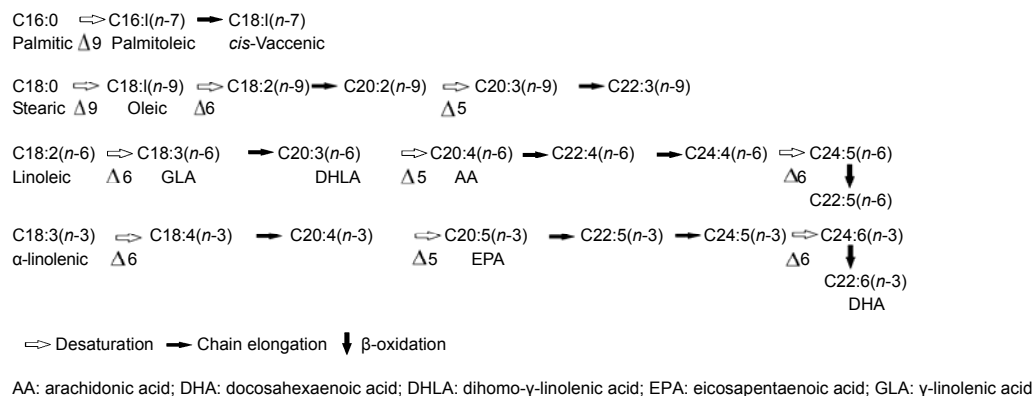 C16:0 ⇨ C16:l(n-7) ➡ C18:l(n-7)
Palmitic Δ9 Palmitoleic cis-Vaccenic
C18:0 ⇨ C18:l(n-9) ⇨ C18:2(n-9) ➡ C20:2(n-9) ⇨ C20:3(n-9) ➡ C22:3(n-9)
Stearic Δ9 Oleic Δ6 Δ5
C18:2(n-6) ⇨ C18:3(n-6) ➡ C20:3(n-6) ⇨ C20:4(n-6) ➡ C22:4(n-6) ➡ C24:4(n-6) ⇨ C24:5(n-6)
Linoleic Δ6 GLA DHLA Δ5 AA Δ6
C22:5(n-6)
C18:3(n-3) ⇨ C18:4(n-3) ➡ C20:4(n-3) ⇨ C20:5(n-3) ➡ C22:5(n-3) ➡ C24:5(n-3) ⇨ C24:6(n-3)
α-linolenic Δ6 Δ5 EPA Δ6
C22:6(n-3)
DHA
⇨ Desaturation ➡ Chain elongation ⬇ β-oxidation
AA: arachidonic acid; DHA: docosahexaenoic acid; DHLA: dihomo-γ-linolenic acid; EPA: eicosapentaenoic acid; GLA: γ-linolenic acid